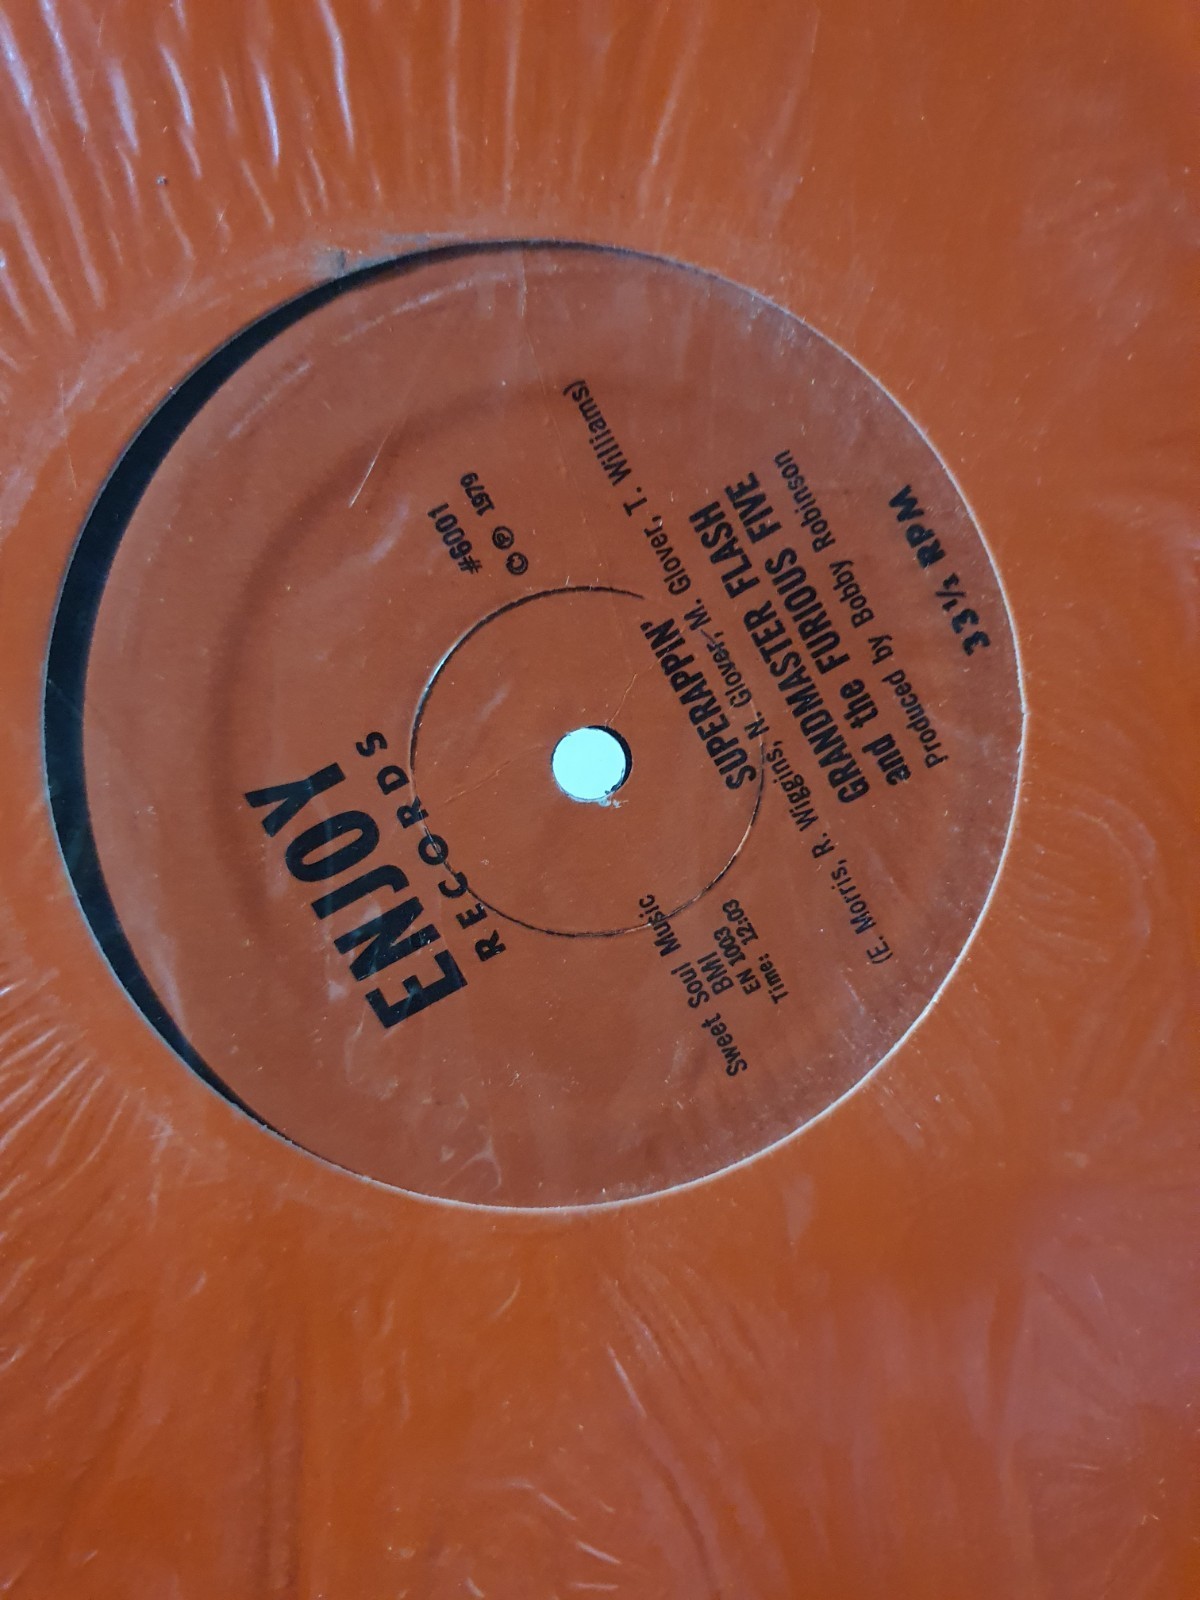 ENJOY
RECORDS
#6001
© ℗ 1979
Sweet Soul Music
BMI
EN 1003
Time: 12:03
SUPERAPPIN'
(E. Morris, R. Wiggins, N. Glover, M. Glover, T. Williams)
GRANDMASTER FLASH
and the FURIOUS FIVE
Produced by Bobby Robinson
33⅓ RPM